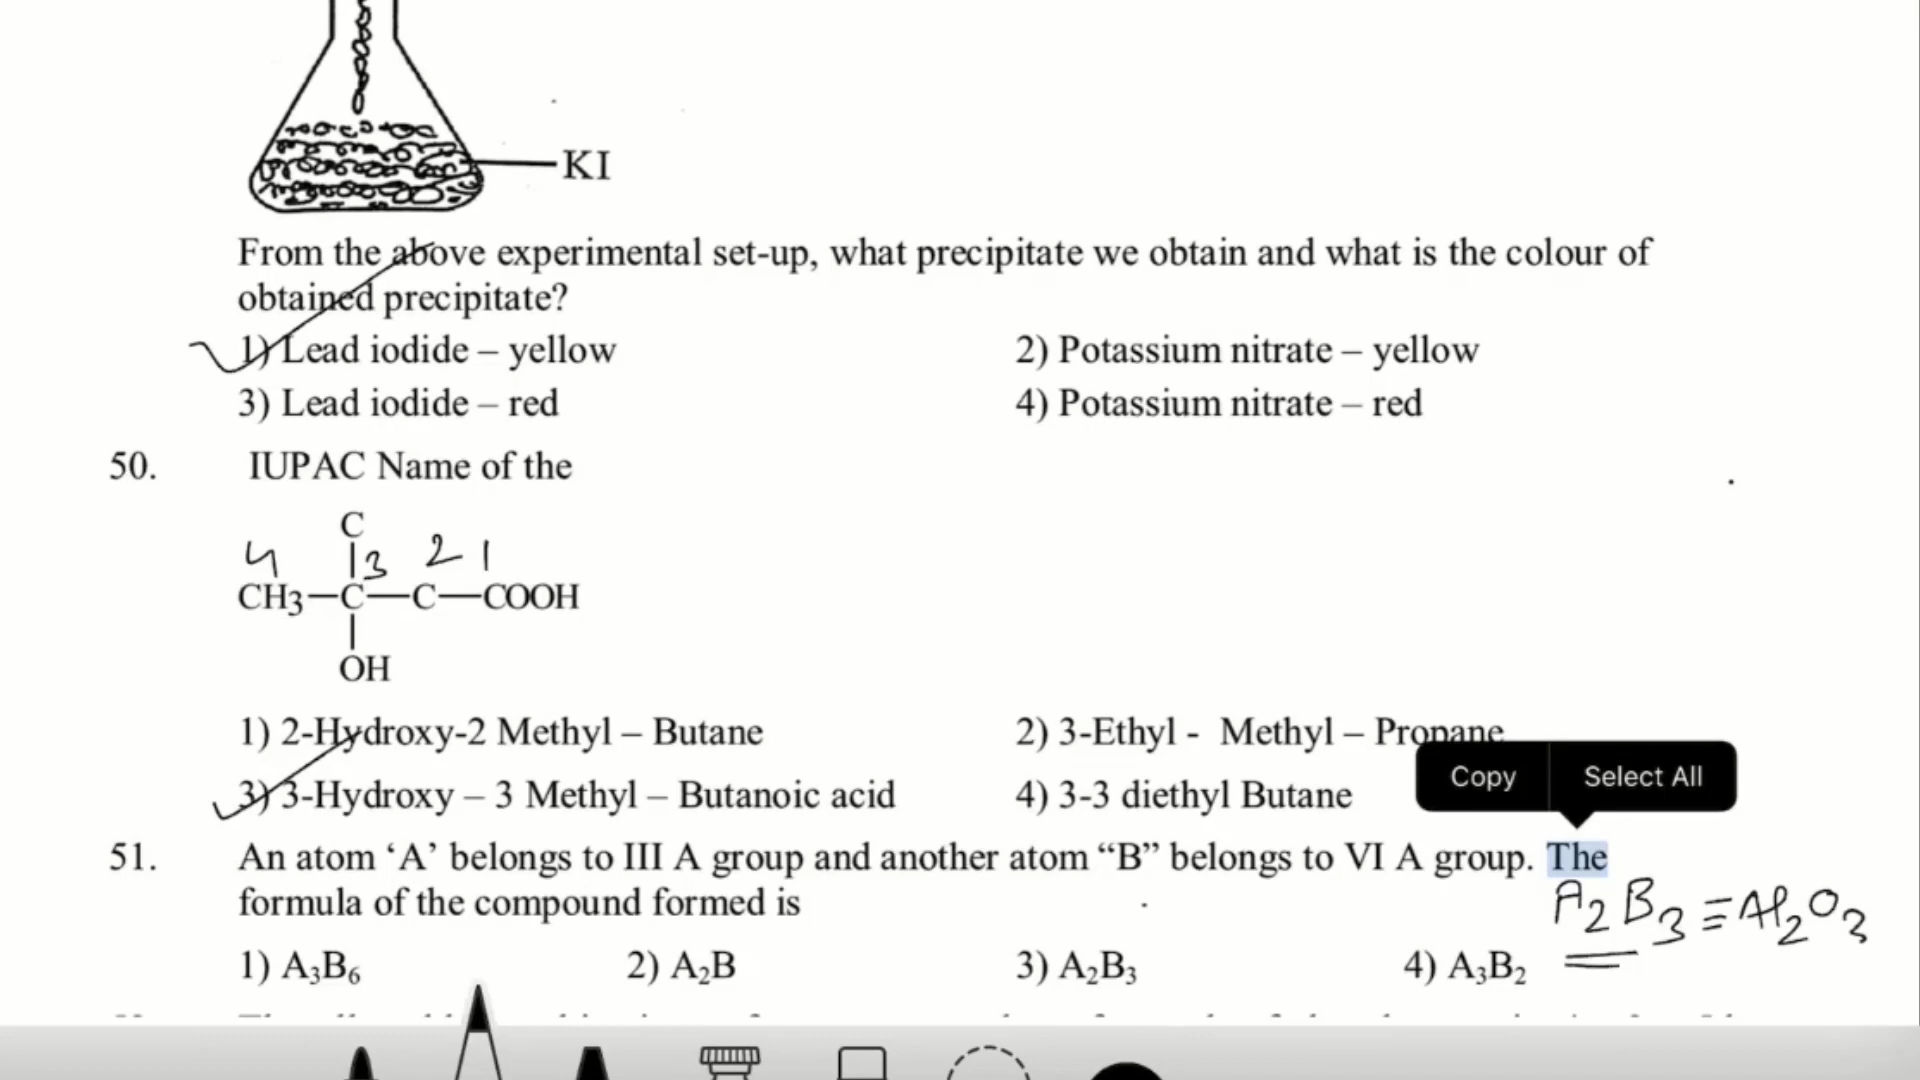 KI
From the above experimental set-up, what precipitate we obtain and what is the colour of
obtained precipitate?
1) Lead iodide – yellow 2) Potassium nitrate – yellow
3) Lead iodide – red 4) Potassium nitrate – red
50. IUPAC Name of the
C
4 3 2 1
CH3—C—C—COOH
OH
1) 2-Hydroxy-2 Methyl – Butane 2) 3-Ethyl - Methyl – Propane
3) 3-Hydroxy – 3 Methyl – Butanoic acid 4) 3-3 diethyl Butane
Copy Select All
51. An atom ‘A’ belongs to III A group and another atom “B” belongs to VI A group. The
formula of the compound formed is
A₂B₃ ≡ Al₂O₃
1) A₃B₆ 2) A₂B 3) A₂B₃ 4) A₃B₂